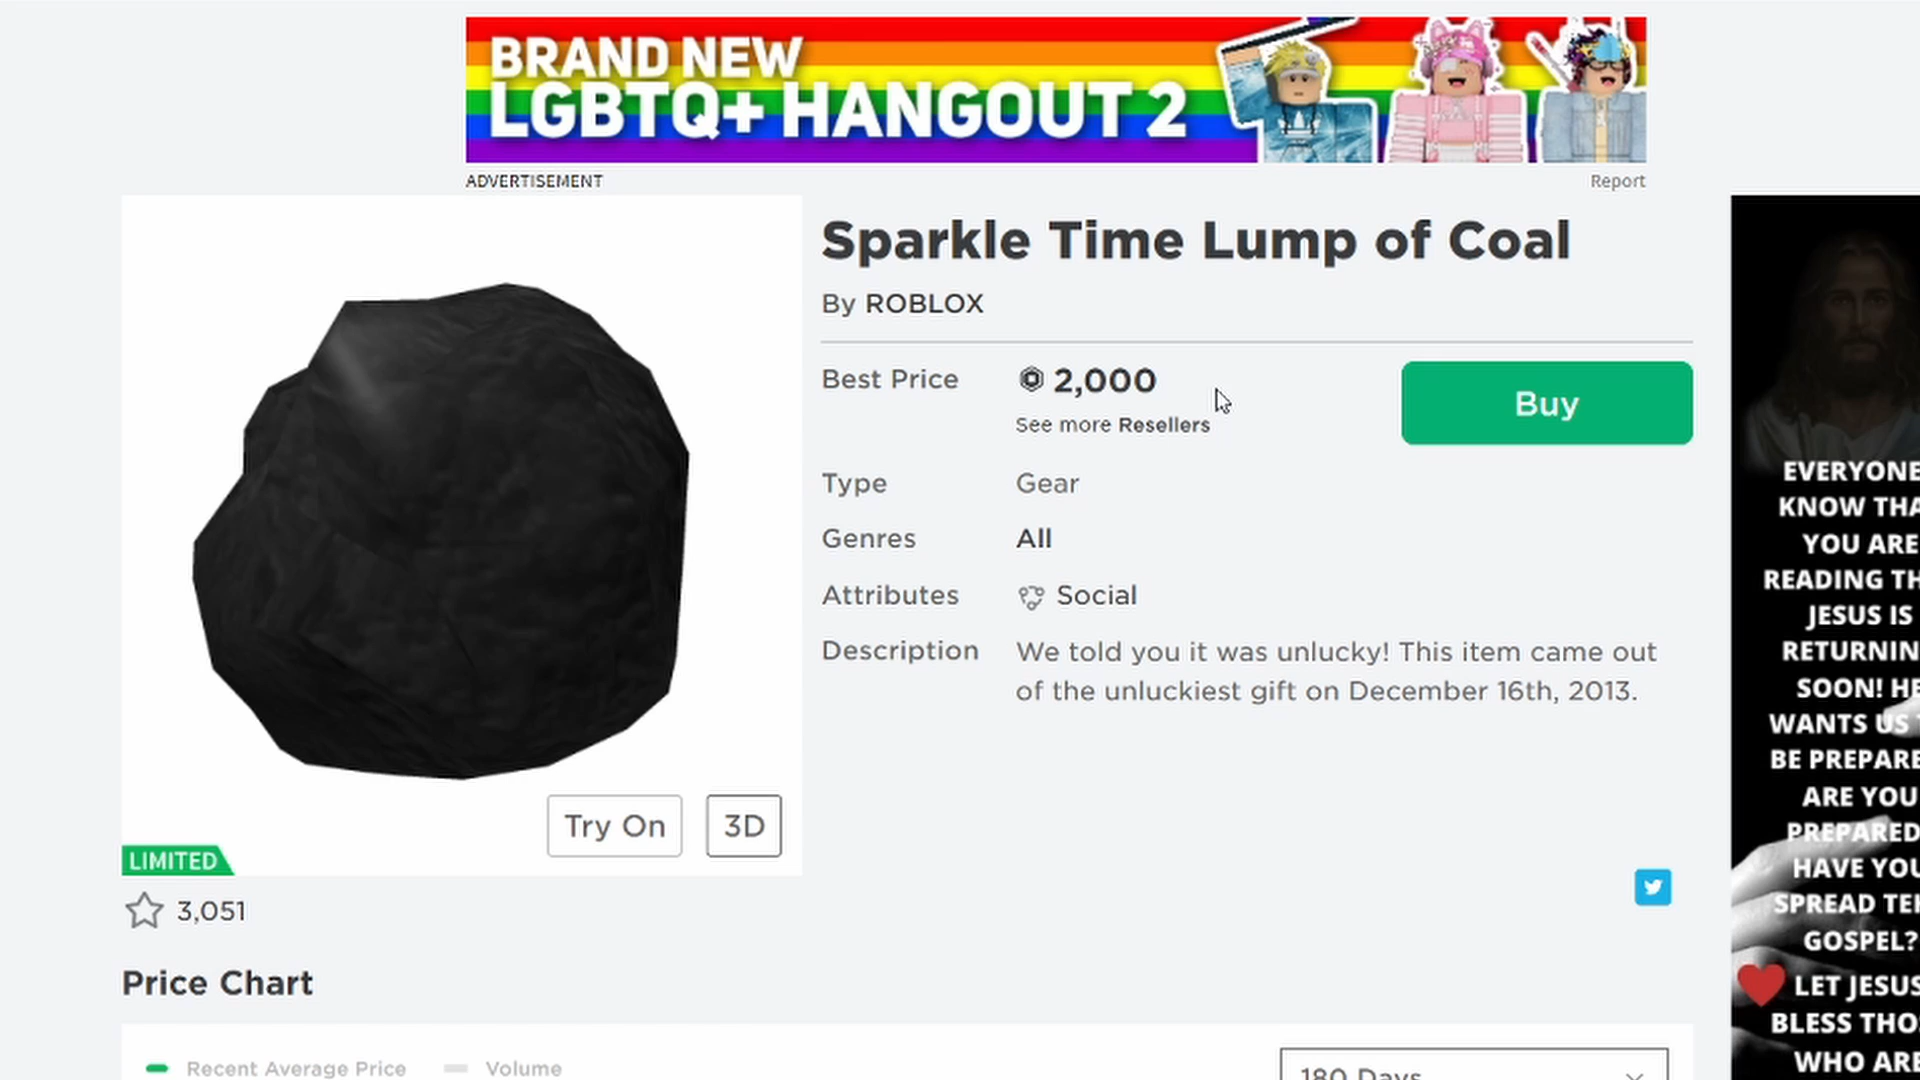 BRAND NEW
LGBTQ+ HANGOUT 2
ADVERTISEMENT
Report
Sparkle Time Lump of Coal
By ROBLOX
Best Price
2,000
Buy
See more Resellers
Type
Gear
Genres
All
Attributes
Social
Description
We told you it was unlucky! This item came out
of the unluckiest gift on December 16th, 2013.
Try On
3D
LIMITED
3,051
Price Chart
Recent Average Price
Volume
180 Days
EVERYONE
KNOW THA
YOU ARE
READING TH
JESUS IS
RETURNIN
SOON! HE
WANTS US
BE PREPARE
ARE YOU
PREPARED
HAVE YOU
SPREAD TEH
GOSPEL?
LET JESUS
BLESS THO
WHO ARE